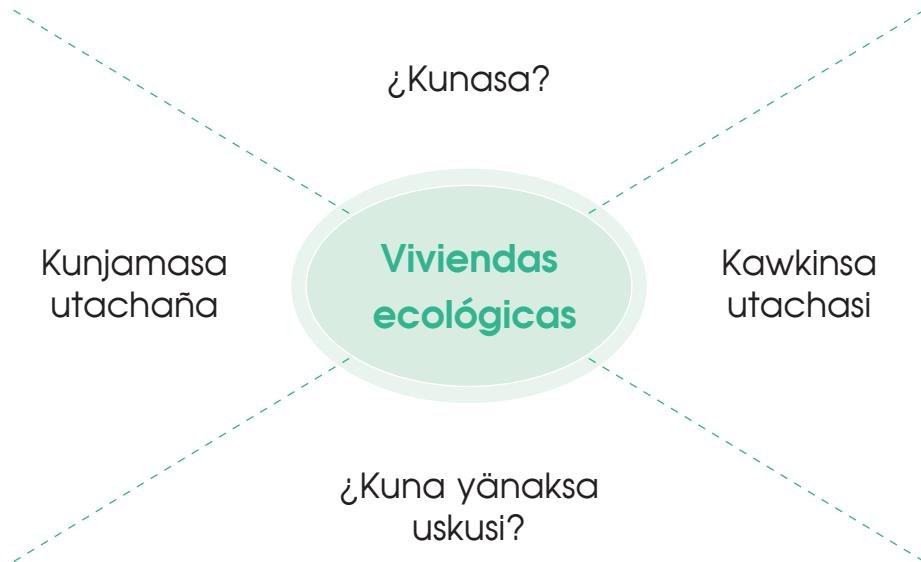 ¿Kunasa?
Kunjamasa
utachaña
Viviendas
ecológicas
Kawkinsa
utachasi
¿Kuna yänaksa
uskusi?